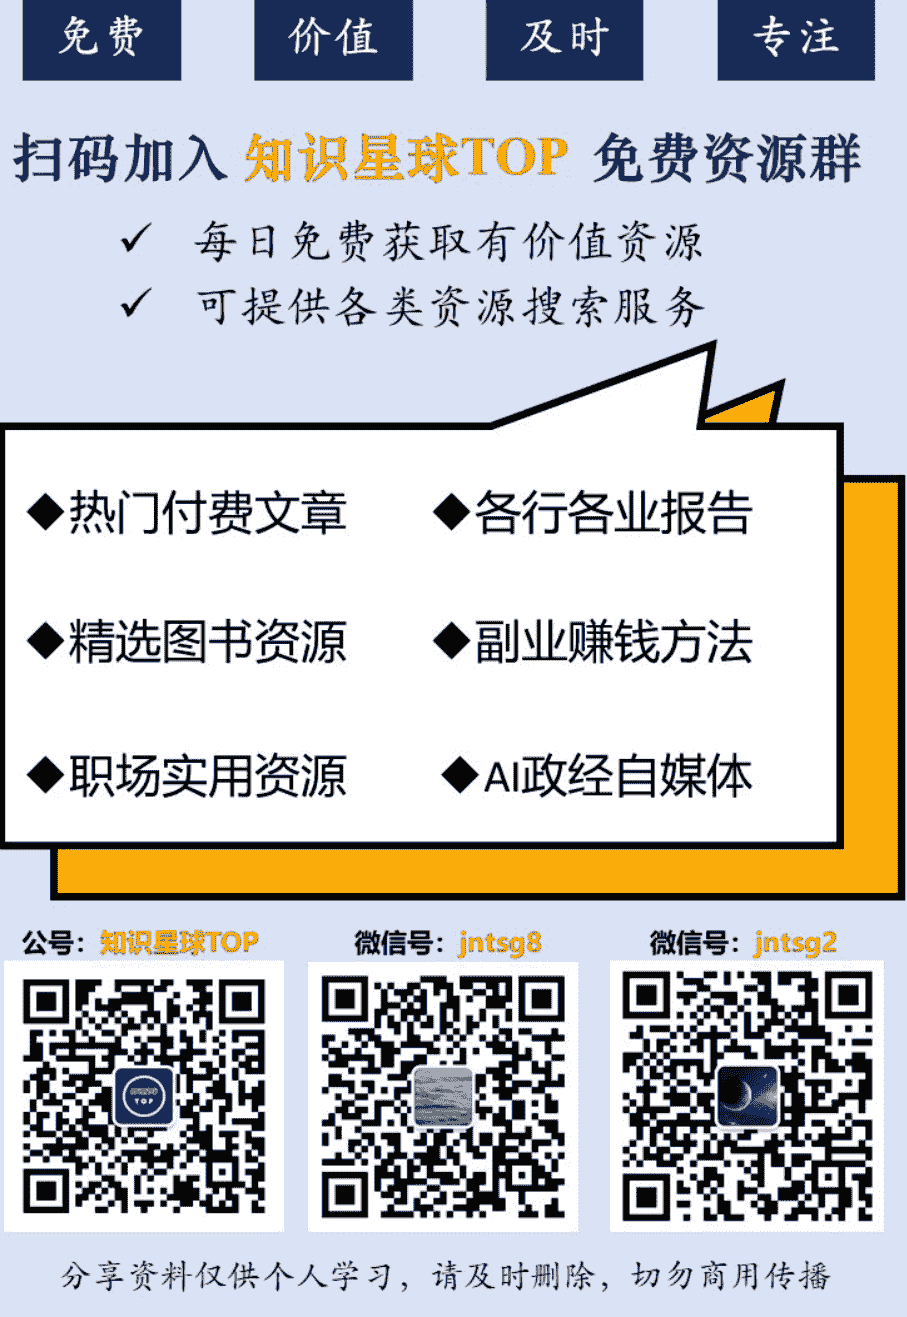 免费 价值 及时 专注
扫码加入 知识星球TOP 免费资源群
✓ 每日免费获取有价值资源
✓ 可提供各类资源搜索服务
◆热门付费文章 ◆各行各业报告
◆精选图书资源 ◆副业赚钱方法
◆职场实用资源 ◆AI政经自媒体
公号：知识星球TOP 微信号：jntsg8 微信号：jntsg2
TOP
分享资料仅供个人学习，请及时删除，切勿商用传播